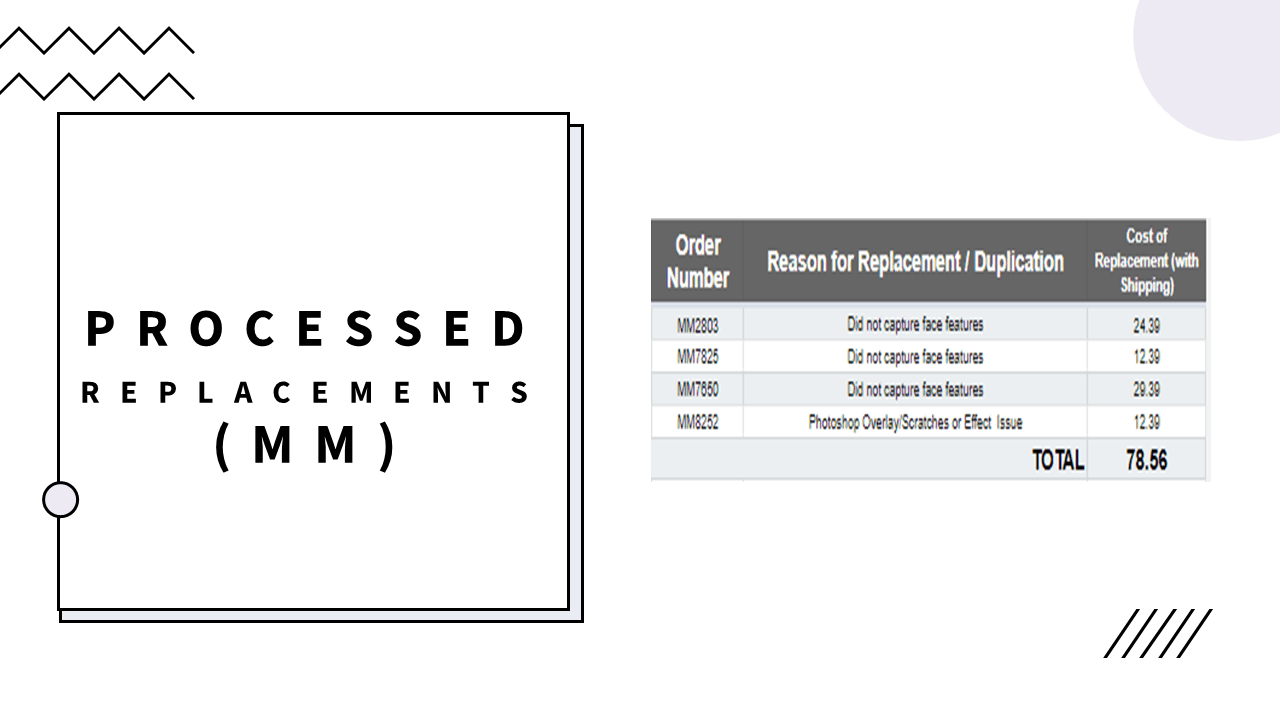 PROCESSED
REPLACEMENTS
(MM)
Order Number Reason for Replacement / Duplication Cost of Replacement (with Shipping)
MM2803 Did not capture face features 24.39
MM7825 Did not capture face features 12.39
MM7650 Did not capture face features 29.39
MM8252 Photoshop Overlay/Scratches or Effect Issue 12.39
TOTAL 78.56